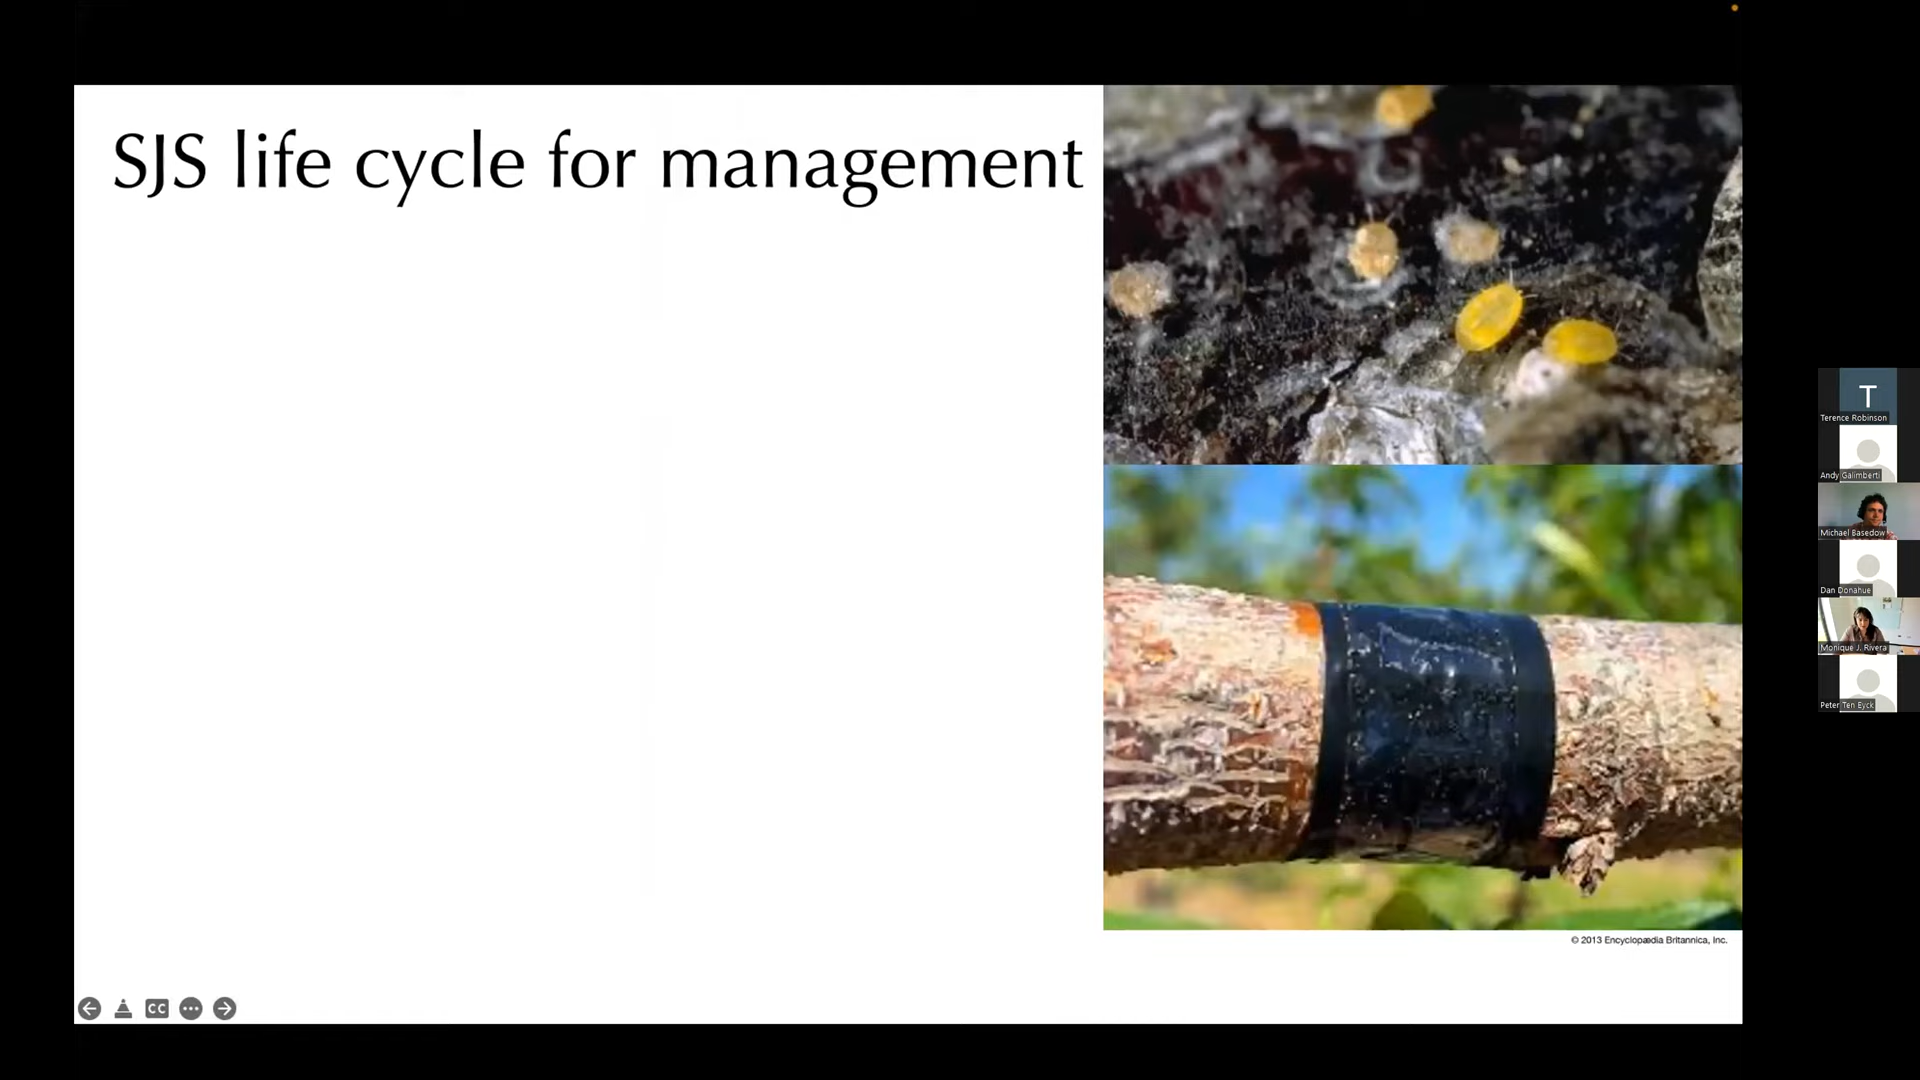 SJS life cycle for management
T
Terence Robinson
Andy Galimberti
Michael Basedow
Dan Donahue
Monique J. Rivera
Peter Ten Eyck
© 2013 Encyclopædia Britannica, Inc.
CC